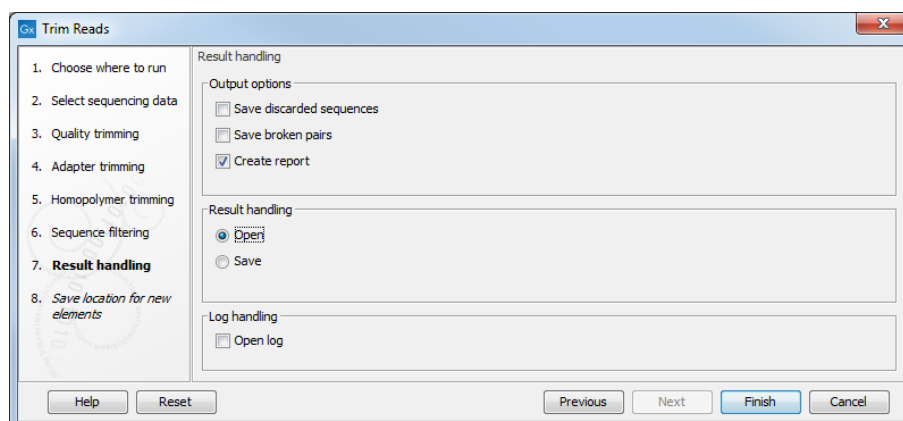 Gx Trim Reads
X
1. Choose where to run
2. Select sequencing data
3. Quality trimming
4. Adapter trimming
5. Homopolymer trimming
6. Sequence filtering
7. Result handling
8. Save location for new
elements
Result handling
Output options
Save discarded sequences
Save broken pairs
Create report
Result handling
Open
Save
Log handling
Open log
Help Reset Previous Next Finish Cancel